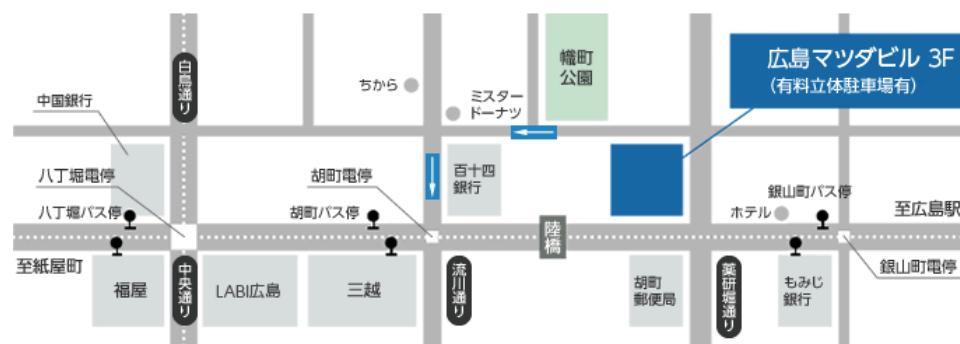 広島マツダビル 3F
（有料立体駐車場有）
幟町
公園
白島通り
ちから
ミスター
ドーナツ
中国銀行
八丁堀電停
八丁堀バス停
胡町電停
胡町バス停
百十四
銀行
銀山町バス停
ホテル
至広島駅
陸橋
至紙屋町
福屋
中央通り
LABI広島
三越
流川通り
胡町
郵便局
薬研堀通り
もみじ
銀行
銀山町電停